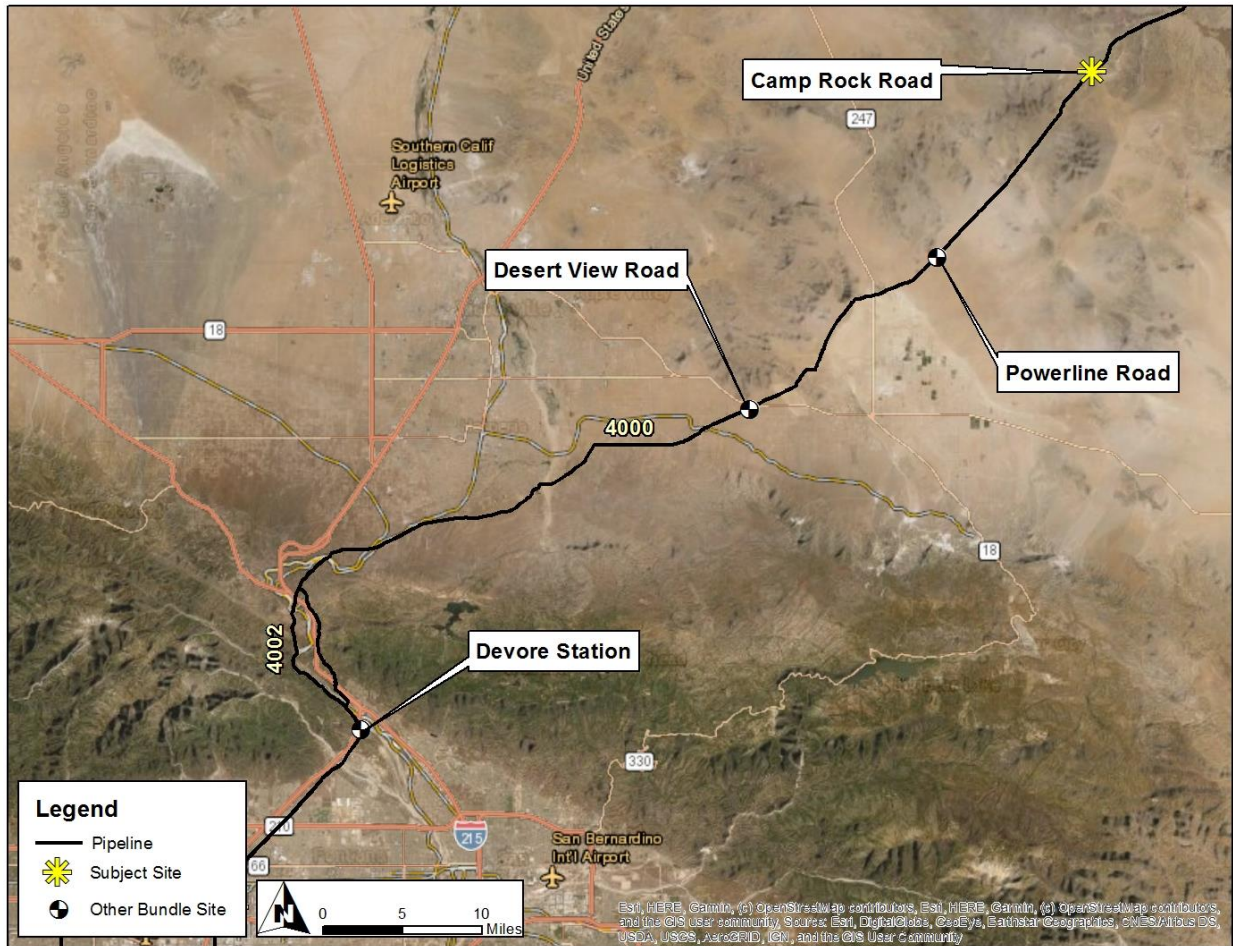 United States
Camp Rock Road
247
Southern Calif
Logistics
Airport
Desert View Road
18
Powerline Road
4000
18
4002
Devore Station
330
Legend
Pipeline
Subject Site
Other Bundle Site
210
66
215
San Bernardino
Int'l Airport
N
0 5 10
Miles
Esri, HERE, Garmin, (c) OpenStreetMap contributors, Esri, HERE, Garmin, (c) OpenStreetMap contributors,
and the GIS user community, Source: Esri, DigitalGlobe, GeoEye, Earthstar Geographics, CNES/Airbus DS,
USDA, USGS, AeroGRID, IGN, and the GIS User Community